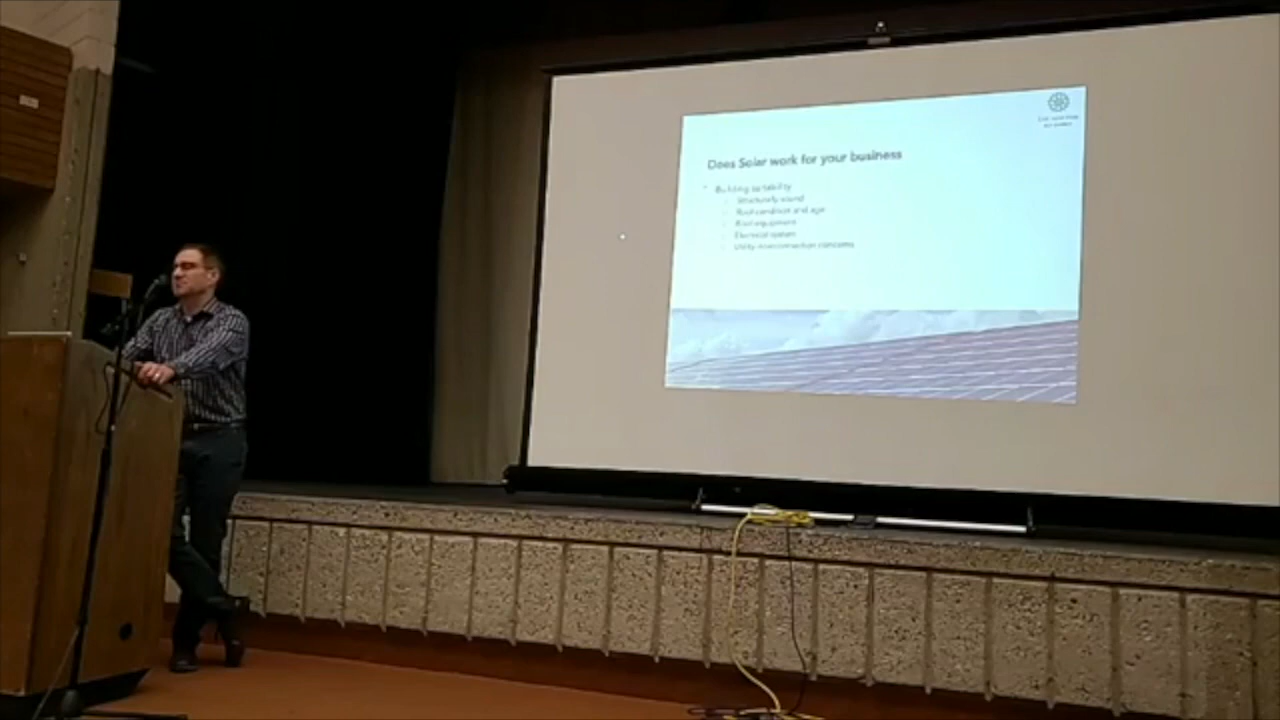 Does Solar work for your business
Building suitability
Structurally sound
Roof condition and age
Roof equipment
Electrical system
Utility interconnection concerns